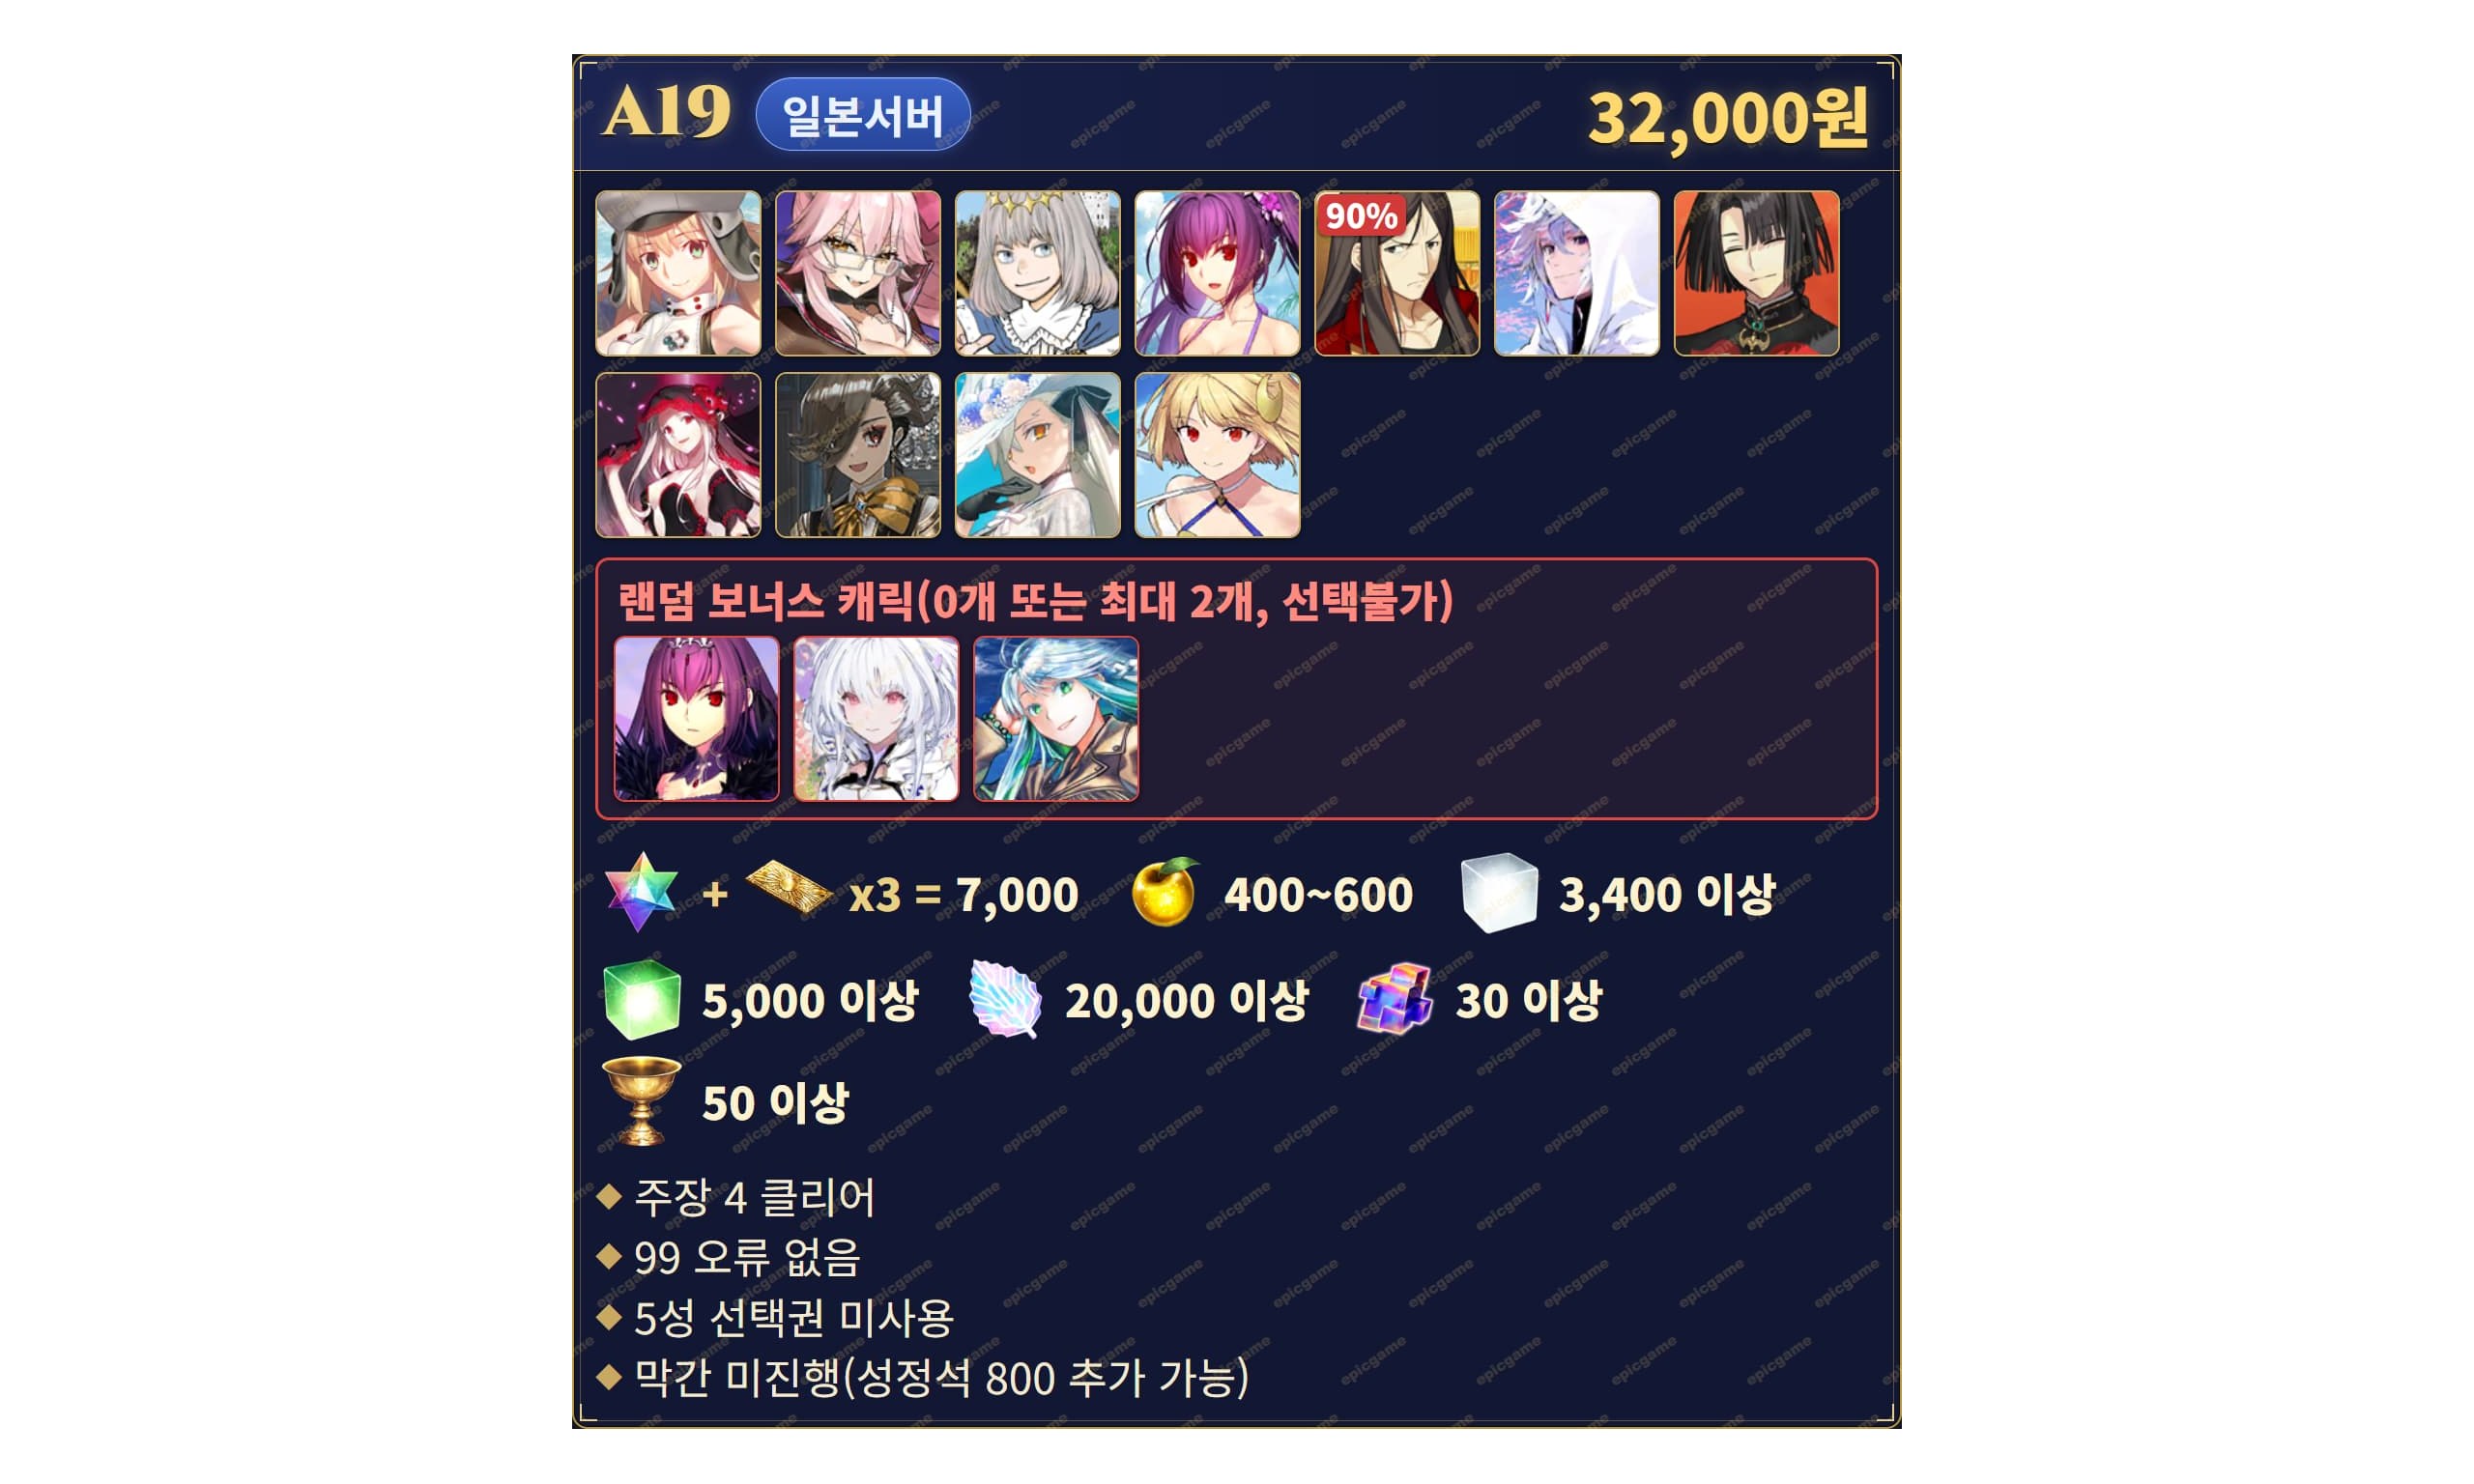 A19 일본서버 32,000원
90%
랜덤 보너스 캐릭(0개 또는 최대 2개, 선택불가)
+ x3 = 7,000 400~600 3,400 이상
5,000 이상 20,000 이상 30 이상
50 이상
◆ 주장 4 클리어
◆ 99 오류 없음
◆ 5성 선택권 미사용
◆ 막간 미진행(성정석 800 추가 가능)
epicgame